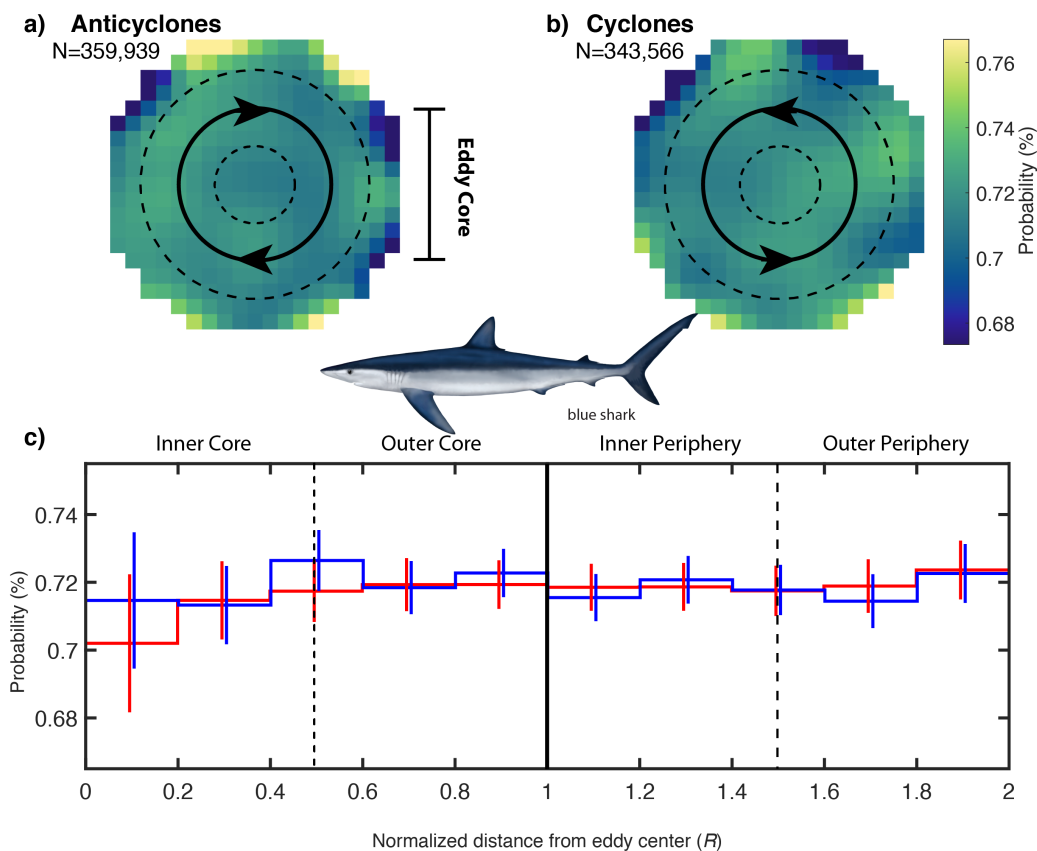 a) Anticyclones
N=359,939
b) Cyclones
N=343,566
Eddy Core
0.76
0.74
0.72
0.7
0.68
Probability (%)
blue shark
c)
Inner Core
Outer Core
Inner Periphery
Outer Periphery
0.74
0.72
0.7
0.68
Probability (%)
0 0.2 0.4 0.6 0.8 1 1.2 1.4 1.6 1.8 2
Normalized distance from eddy center (R)